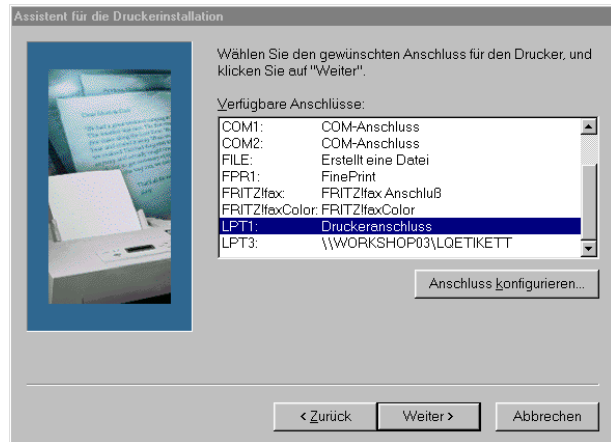 Assistent für die Druckerinstallation
Wählen Sie den gewünschten Anschluss für den Drucker, und
klicken Sie auf "Weiter".
Verfügbare Anschlüsse:
COM1: COM-Anschluss
COM2: COM-Anschluss
FILE: Erstellt eine Datei
FPR1: FinePrint
FRITZ!fax: FRITZ!fax Anschluß
FRITZ!faxColor: FRITZ!faxColor
LPT1: Druckeranschluss
LPT3: \\WORKSHOP03\LQETIKETT
Anschluss konfigurieren...
< Zurück Weiter > Abbrechen